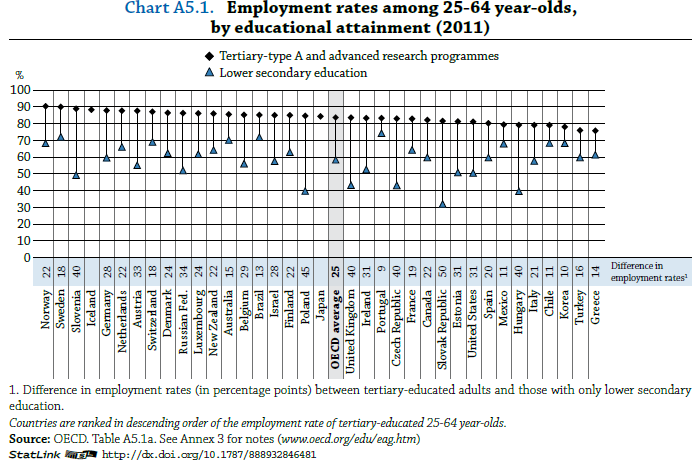 Chart A5.1. Employment rates among 25-64 year-olds,
by educational attainment (2011)
Tertiary-type A and advanced research programmes
Lower secondary education
%
100
90
80
70
60
50
40
30
20
10
0
22 18 40 28 22 33 18 24 34 24 22 15 29 13 28 22 45 25 40 31 9 40 19 22 50 31 31 20 11 40 21 11 10 16 14
Difference in
employment rates¹
Norway
Sweden
Slovenia
Iceland
Germany
Netherlands
Austria
Switzerland
Denmark
Russian Fed.
Luxembourg
New Zealand
Australia
Belgium
Brazil
Israel
Finland
Poland
Japan
OECD average
United Kingdom
Ireland
Portugal
Czech Republic
France
Canada
Slovak Republic
Estonia
United States
Spain
Mexico
Hungary
Italy
Chile
Korea
Turkey
Greece
1. Difference in employment rates (in percentage points) between tertiary-educated adults and those with only lower secondary
education.
Countries are ranked in descending order of the employment rate of tertiary-educated 25-64 year-olds.
Source: OECD. Table A5.1a. See Annex 3 for notes (www.oecd.org/edu/eag.htm)
StatLink http://dx.doi.org/10.1787/888932846481